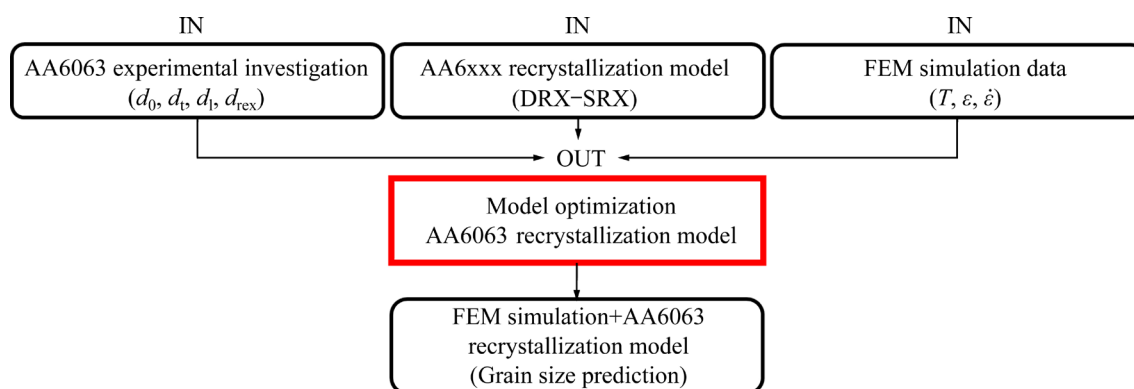 IN
IN
IN
AA6063 experimental investigation
(d₀, dₜ, dₗ, d_rex)
AA6xxx recrystallization model
(DRX−SRX)
FEM simulation data
(T, ε, ε̇)
OUT
Model optimization
AA6063 recrystallization model
FEM simulation+AA6063
recrystallization model
(Grain size prediction)